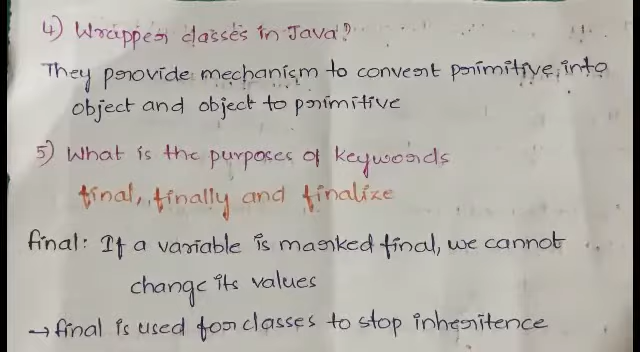 4) Wrapper classes in Java?
They provide mechanism to convert primitive, into
object and object to primitive
5) What is the purposes of keywords
final, finally and finalize
final: If a variable is marked final, we cannot
change its values
→ final is used for classes to stop inheritence